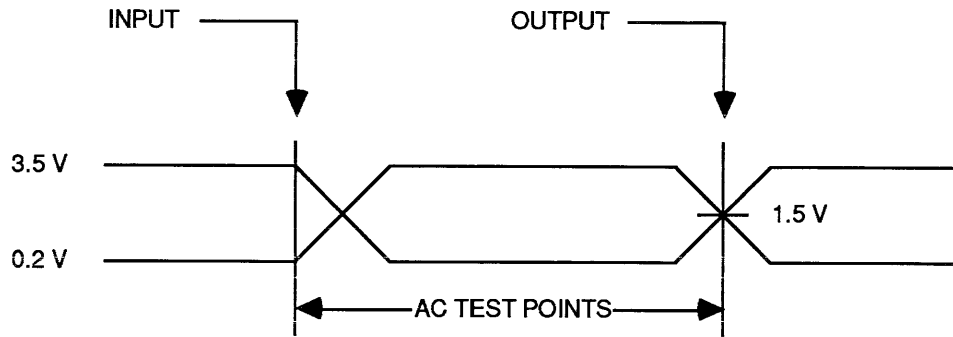 INPUT
OUTPUT
3.5 V
1.5 V
0.2 V
AC TEST POINTS